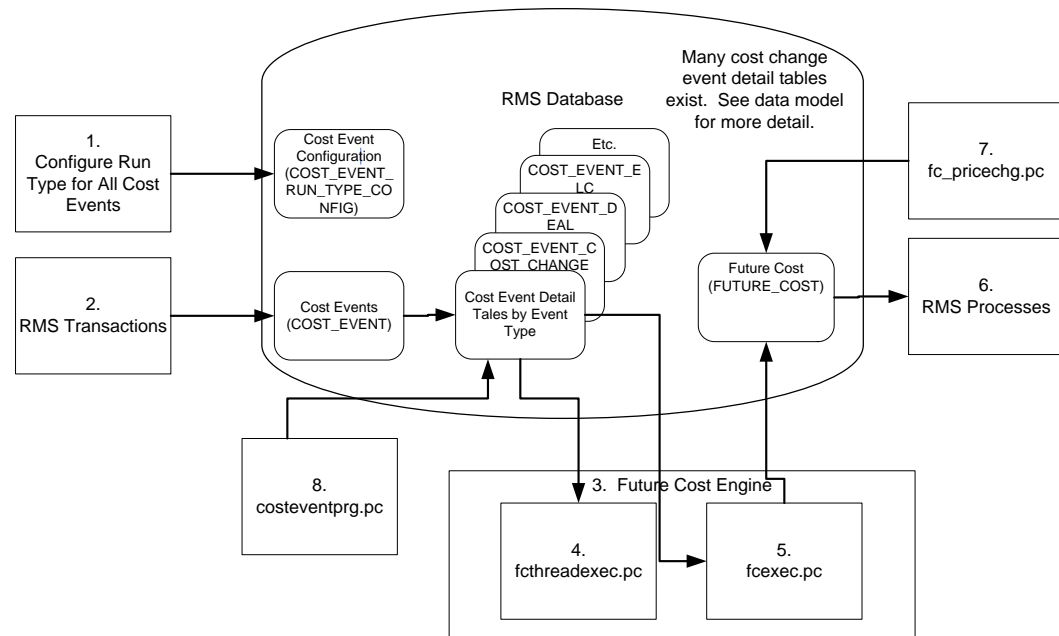 Many cost change
event detail tables
exist. See data model
for more detail.
RMS Database
1.
Configure Run
Type for All Cost
Events
Cost Event
Configuration
(COST_EVENT_
RUN_TYPE_CO
NFIG)
Etc.
COST_EVENT_E
LC
COST_EVENT_D
EAL
COST_EVENT_C
OST_CHANGE
7.
fc_pricechg.pc
2.
RMS Transactions
Cost Events
(COST_EVENT)
Cost Event Detail
Tales by Event
Type
Future Cost
(FUTURE_COST)
6.
RMS Processes
8.
costeventprg.pc
3. Future Cost Engine
4.
fcthreadexec.pc
5.
fcexec.pc